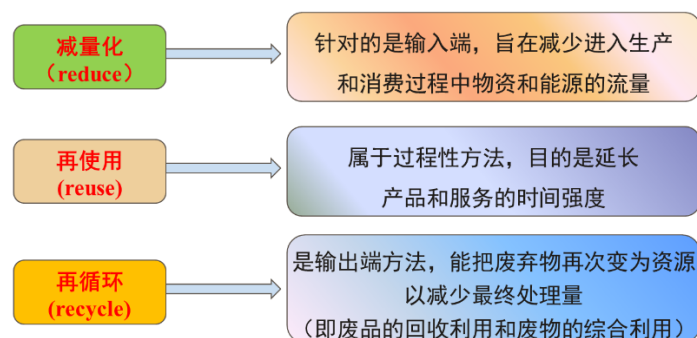 减量化
（reduce）
针对的是输入端，旨在减少进入生产
和消费过程中物资和能源的流量
再使用
(reuse)
属于过程性方法，目的是延长
产品和服务的时间强度
再循环
(recycle)
是输出端方法，能把废弃物再次变为资源
以减少最终处理量
（即废品的回收利用和废物的综合利用）。